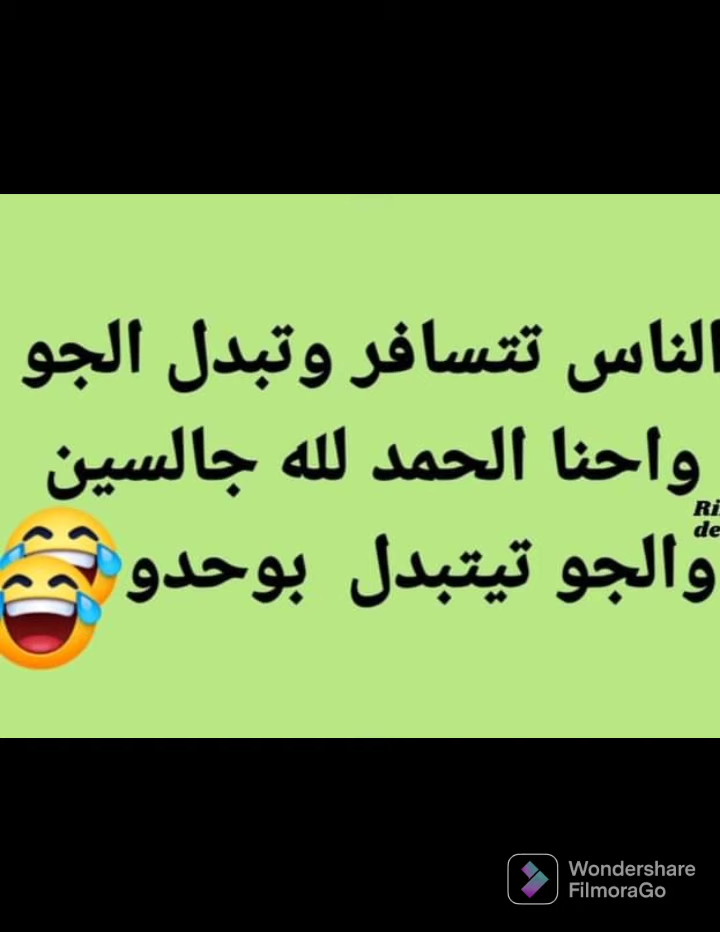 الناس تتسافر وتبدل الجو
واحنا الحمد لله جالسين
والجو تيتبدل بوحدو😂😂
Wondershare
FilmoraGo